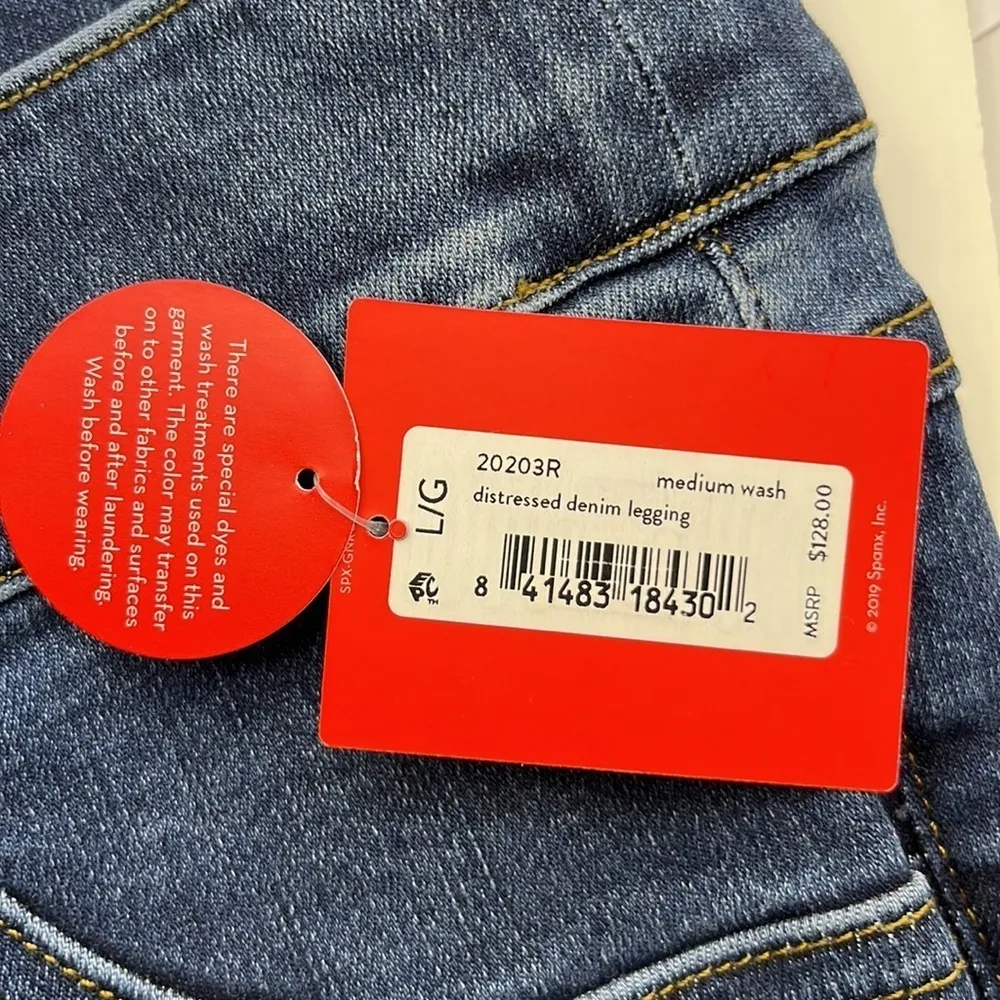 There are special dyes and
wash treatments used on this
garment. The color may transfer
on to other fabrics and surfaces
before and after laundering.
Wash before wearing.
L/G
20203R
medium wash
distressed denim legging
8 41483 18430 2
EPC™
MSRP $128.00
© 2019 Spanx, Inc.